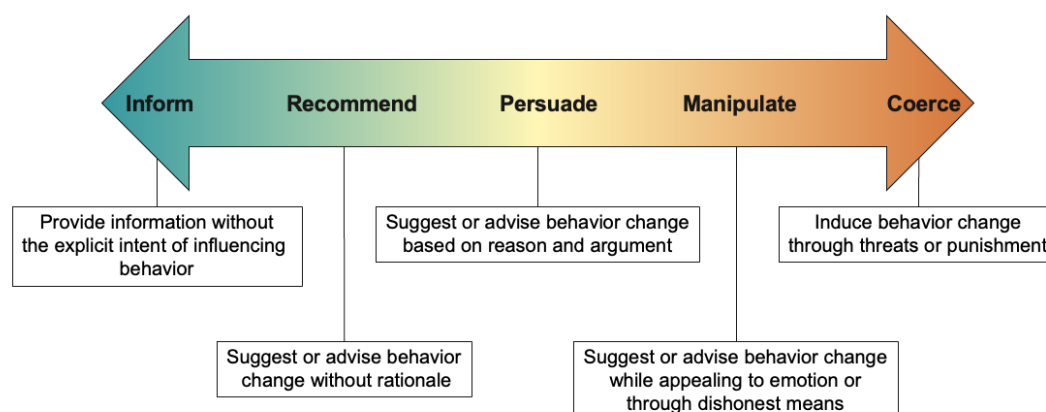 Inform
Recommend
Persuade
Manipulate
Coerce
Provide information without
the explicit intent of influencing
behavior
Suggest or advise behavior
change without rationale
Suggest or advise behavior change
based on reason and argument
Suggest or advise behavior change
while appealing to emotion or
through dishonest means
Induce behavior change
through threats or punishment